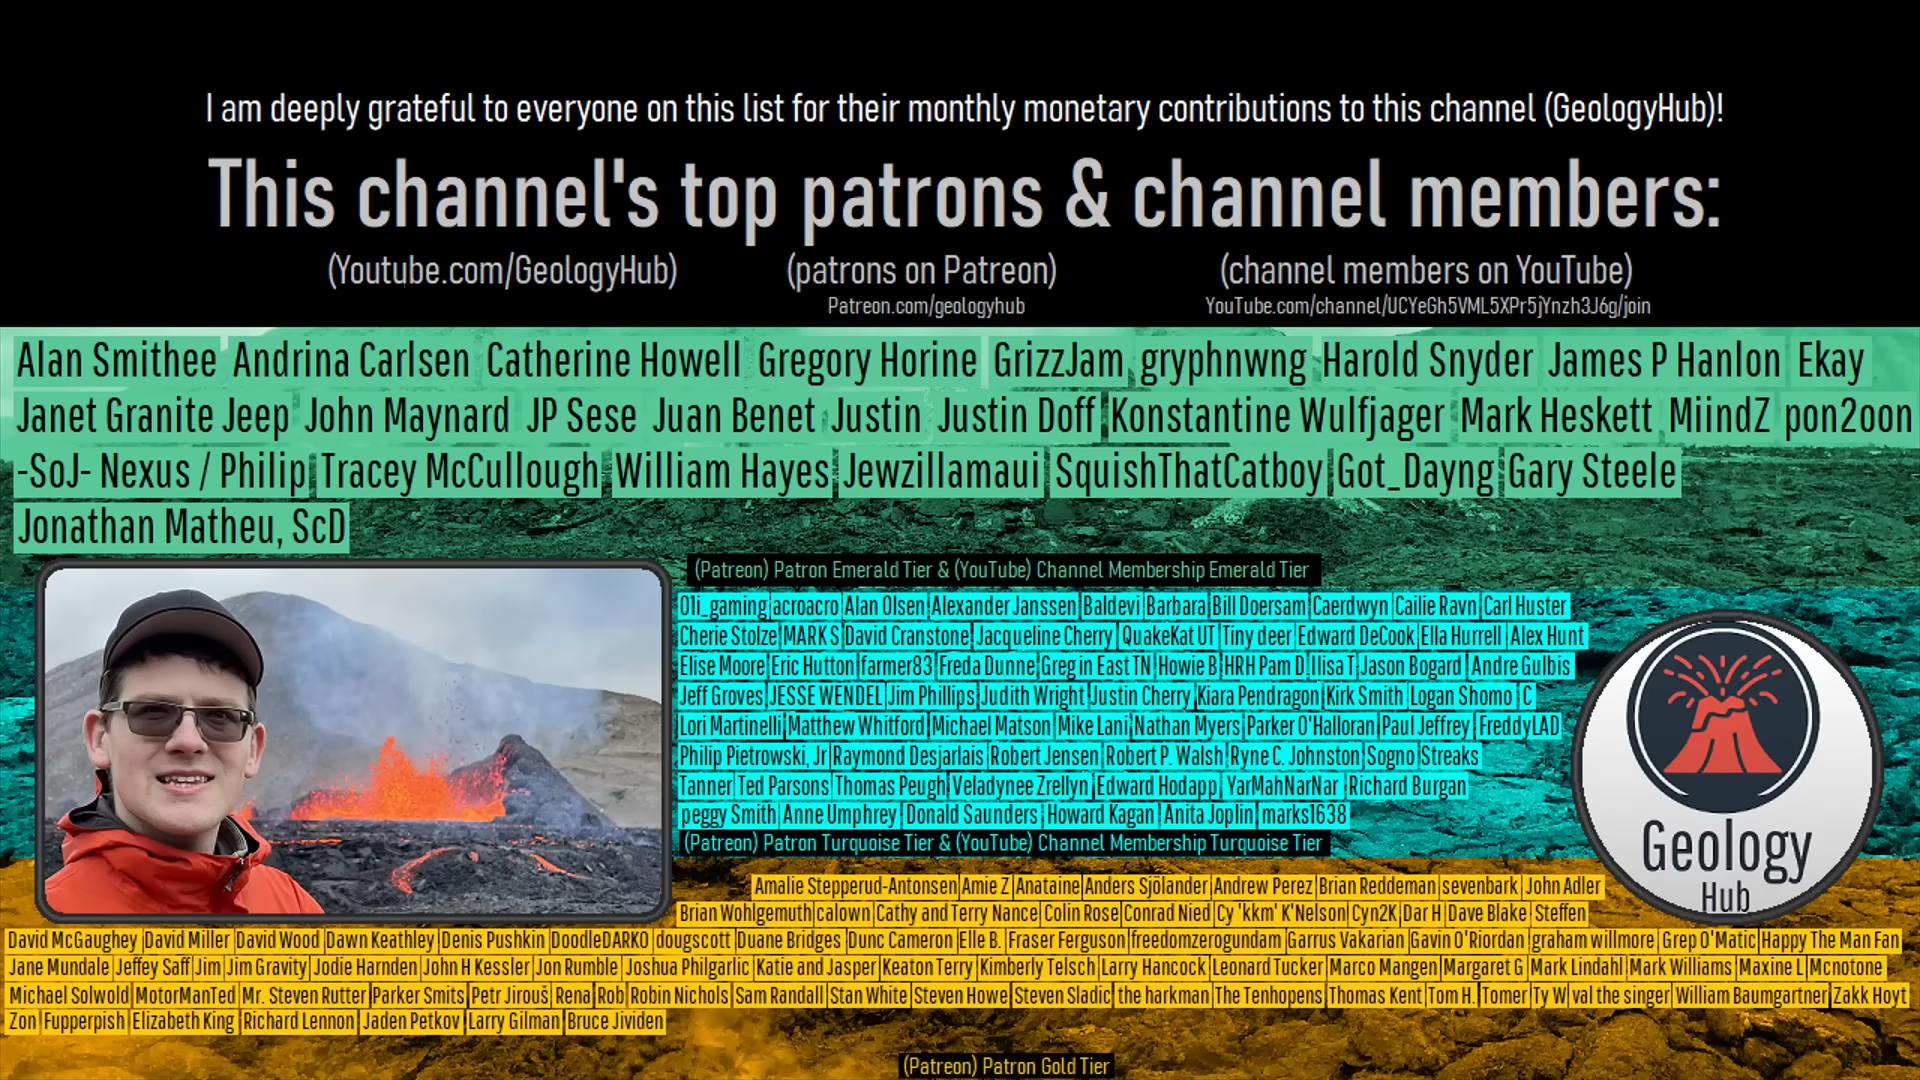 I am deeply grateful to everyone on this list for their monthly monetary contributions to this channel (GeologyHub)!
This channel's top patrons & channel members:
(Youtube.com/GeologyHub) (patrons on Patreon) (channel members on YouTube)
Patreon.com/geologyhub YouTube.com/channel/UCYeGh5VML5XPr5jYnzh3J6g/join
Alan Smithee Andrina Carlsen Catherine Howell Gregory Horine GrizzJam gryphnwng Harold Snyder James P Hanlon Ekay
Janet Granite Jeep John Maynard JP Sese Juan Benet Justin Justin Doff Konstantine Wulfjager Mark Heskett MiindZ pon2oon
-SoJ- Nexus / Philip Tracey McCullough William Hayes Jewzillamaui SquishThatCatboy Got_Dayng Gary Steele
Jonathan Matheu, ScD
(Patreon) Patron Emerald Tier & (YouTube) Channel Membership Emerald Tier
01i_gaming acroacro Alan Olsen Alexander Janssen Baldevi Barbara Bill Doersam Caerdwyn Cailie Ravn Carl Huster
Cherie Stolze MARK S David Cranstone Jacqueline Cherry QuakeKat UT Tiny deer Edward DeCook Ella Hurrell Alex Hunt
Elise Moore Eric Hutton farmer83 Freda Dunne Greg in East TN Howie B HRH Pam D Ilisa T Jason Bogard Andre Gulbis
Jeff Groves JESSE WENDEL Jim Phillips Judith Wright Justin Cherry Kiara Pendragon Kirk Smith Logan Shomo C
Lori Martinelli Matthew Whitford Michael Matson Mike Lani Nathan Myers Parker O'Halloran Paul Jeffrey FreddyLAD
Philip Pietrowski, Jr Raymond Desjarlais Robert Jensen Robert P. Walsh Ryne C. Johnston Sogno Streaks
Tanner Ted Parsons Thomas Peugh Veladynee Zrellyn Edward Hodapp YarMahNarNar Richard Burgan
peggy Smith Anne Umphrey Donald Saunders Howard Kagan Anita Joplin marks1638
(Patreon) Patron Turquoise Tier & (YouTube) Channel Membership Turquoise Tier
Geology
Hub
Amalie Stepperud-Antonsen Amie Z Anataine Anders Sjölander Andrew Perez Brian Reddeman sevenbark John Adler
Brian Wohlgemuth calown Cathy and Terry Nance Colin Rose Conrad Nied Cy 'kkm' K'Nelson Cyn2K Dar H Dave Blake Steffen
David McGaughey David Miller David Wood Dawn Keathley Denis Pushkin DoodleDARKO dougscott Duane Bridges Dunc Cameron Elle B. Fraser Ferguson freedomzerogundam Garrus Vakarian Gavin O'Riordan graham willmore Grep O'Matic Happy The Man Fan
Jane Mundale Jeffey Saff Jim Jim Gravity Jodie Harnden John H Kessler Jon Rumble Joshua Philgarlic Katie and Jasper Keaton Terry Kimberly Telsch Larry Hancock Leonard Tucker Marco Mangen Margaret G Mark Lindahl Mark Williams Maxine L Mcnotone
Michael Solwold MotorManTed Mr. Steven Rutter Parker Smits Petr Jirouš Rena Rob Robin Nichols Sam Randall Stan White Steven Howe Steven Sladic the harkman The Tenhopens Thomas Kent Tom H. Tomer Ty W val the singer William Baumgartner Zakk Hoyt
Zon Fupperpish Elizabeth King Richard Lennon Jaden Petkov Larry Gilman Bruce Jividen
(Patreon) Patron Gold Tier